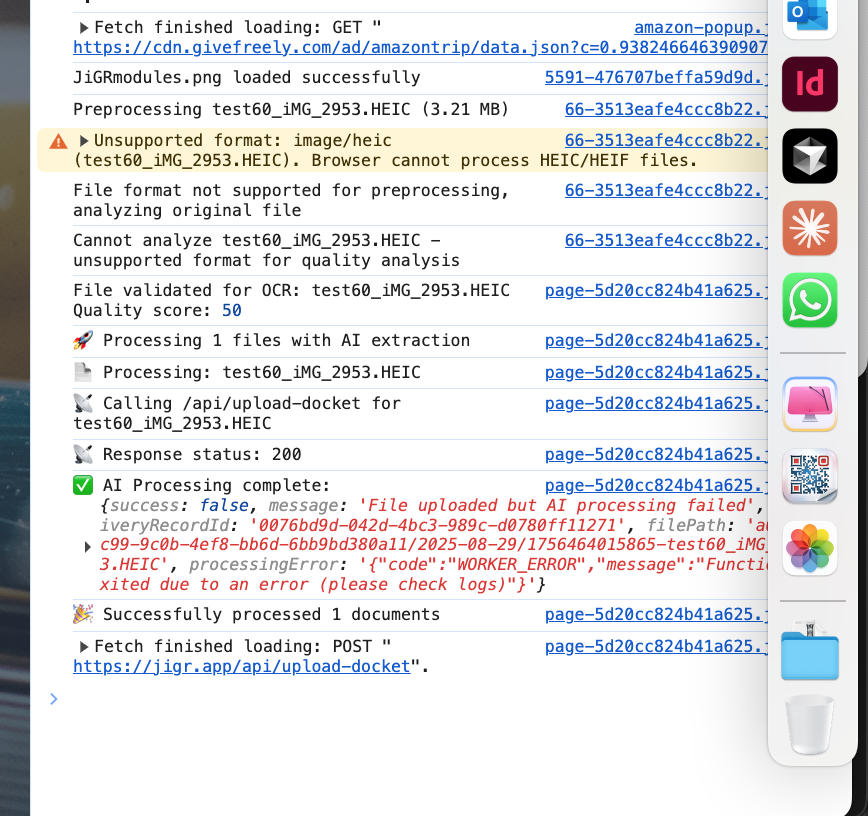 Fetch finished loading: GET " amazon-popup.j
https://cdn.givefreely.com/ad/amazontrip/data.json?c=0.938246646390907
JiGRmodules.png loaded successfully 5591-476707beffa59d9d.j
Preprocessing test60_iMG_2953.HEIC (3.21 MB) 66-3513eafe4ccc8b22.j
Unsupported format: image/heic 66-3513eafe4ccc8b22.j
(test60_iMG_2953.HEIC). Browser cannot process HEIC/HEIF files.
File format not supported for preprocessing, 66-3513eafe4ccc8b22.j
analyzing original file
Cannot analyze test60_iMG_2953.HEIC – 66-3513eafe4ccc8b22.j
unsupported format for quality analysis
File validated for OCR: test60_iMG_2953.HEIC page-5d20cc824b41a625.j
Quality score: 50
🚀 Processing 1 files with AI extraction page-5d20cc824b41a625.j
📄 Processing: test60_iMG_2953.HEIC page-5d20cc824b41a625.j
📡 Calling /api/upload-docket for page-5d20cc824b41a625.j
test60_iMG_2953.HEIC
📡 Response status: 200 page-5d20cc824b41a625.j
✅ AI Processing complete: page-5d20cc824b41a625.j
{success: false, message: 'File uploaded but AI processing failed',
iveryRecordId: '0076bd9d-042d-4bc3-989c-d0780ff11271', filePath: 'a
c99-9c0b-4ef8-bb6d-6bb9bd380a11/2025-08-29/1756464015865-test60_iMG_
3.HEIC', processingError: '{"code":"WORKER_ERROR","message":"Functi
xited due to an error (please check logs)"}'}
🎉 Successfully processed 1 documents page-5d20cc824b41a625.j
Fetch finished loading: POST " page-5d20cc824b41a625.j
https://jigr.app/api/upload-docket".
Id